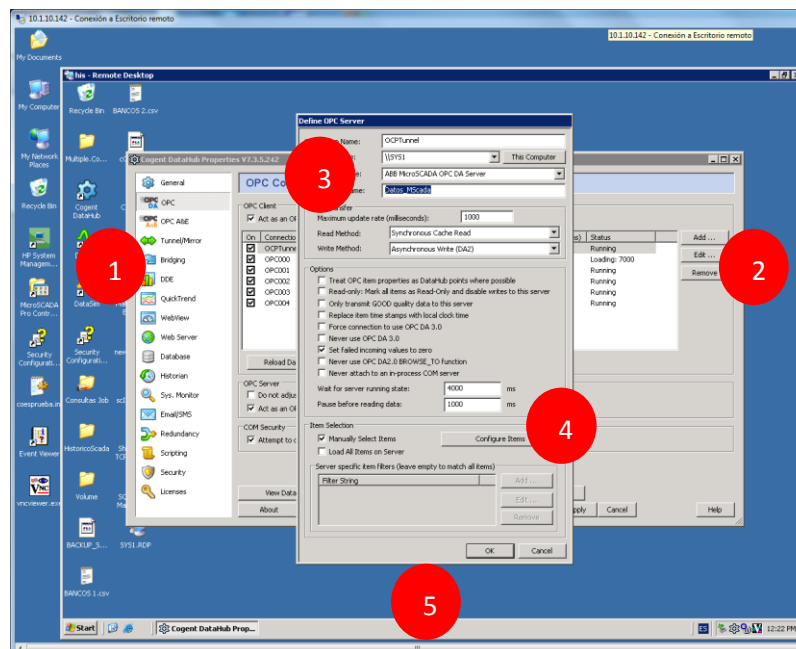 10.1.10.142 - Conexión a Escritorio remoto
10.1.10.142 - Conexión a Escritorio remoto
My Documents
My Computer
My Network
Places
Recycle Bin
HP System
Managem...
MicroSCADA
Pro Contr...
Security
Configurati...
coesprueba.in
Event Viewer
vncviewer.exe
his - Remote Desktop
Recycle Bin
BANCOS 2.csv
Multiple.Co...
Cogent
DataHub
DataSim
Security
Configurati...
Consultas Job
HistoricoScada
Volume
BACKUP_S...
SYS1.RDP
BANCOS 1.csv
Cogent DataHub Properties V7.3.5.242
General
OPC DA
OPC
OPC A&E
OPC A&E
Tunnel/Mirror
Bridging
DDE
QuickTrend
WebView
Web Server
Database
Historian
Sys. Monitor
Email/SMS
Redundancy
Scripting
Security
Licenses
OPC Client
On
OPC000
OPC001
OPC002
OPC003
OPC004
OPC Server
COM Security
View Data
About
Status
Running
Loading: 7000
Running
Running
Running
Running
Add ...
Edit ...
Remove
Cancel
Help
Define OPC Server
Name:
OCPTunnel
\\SYS1
This Computer
ABB MicroSCADA OPC DA Server
Datos_MScada
Maximum update rate (milliseconds):
1000
Read Method:
Synchronous Cache Read
Write Method:
Asynchronous Write (DA2)
Options
Treat OPC item properties as DataHub points where possible
Read-only: Mark all items as Read-Only and disable writes to this server
Only transmit GOOD quality data to this server
Replace item time stamps with local clock time
Force connection to use OPC DA 3.0
Never use OPC DA 3.0
Set failed incoming values to zero
Never use OPC DA2.0 BROWSE_TO function
Never attach to an in-process COM server
Wait for server running state:
4000
ms
Pause before reading data:
1000
ms
Item Selection
Manually Select Items
Configure Items
Load All Items on Server
Server specific item filters (leave empty to match all items)
Filter String
Add ...
Edit ...
Remove
OK
Cancel
1
2
3
4
5
Start
Cogent DataHub Prop...
ES
12:22 PM